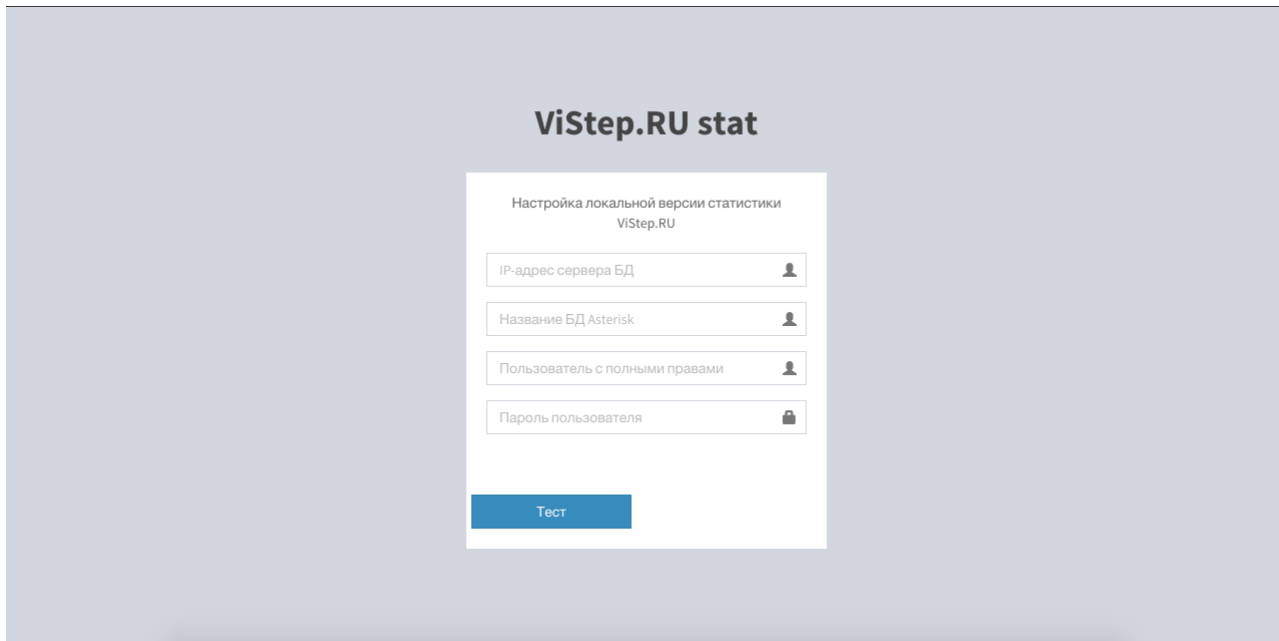 ViStep.RU stat
Настройка локальной версии статистики
ViStep.RU
IP-адрес сервера БД
Название БД Asterisk
Пользователь с полными правами
Пароль пользователя
Тест